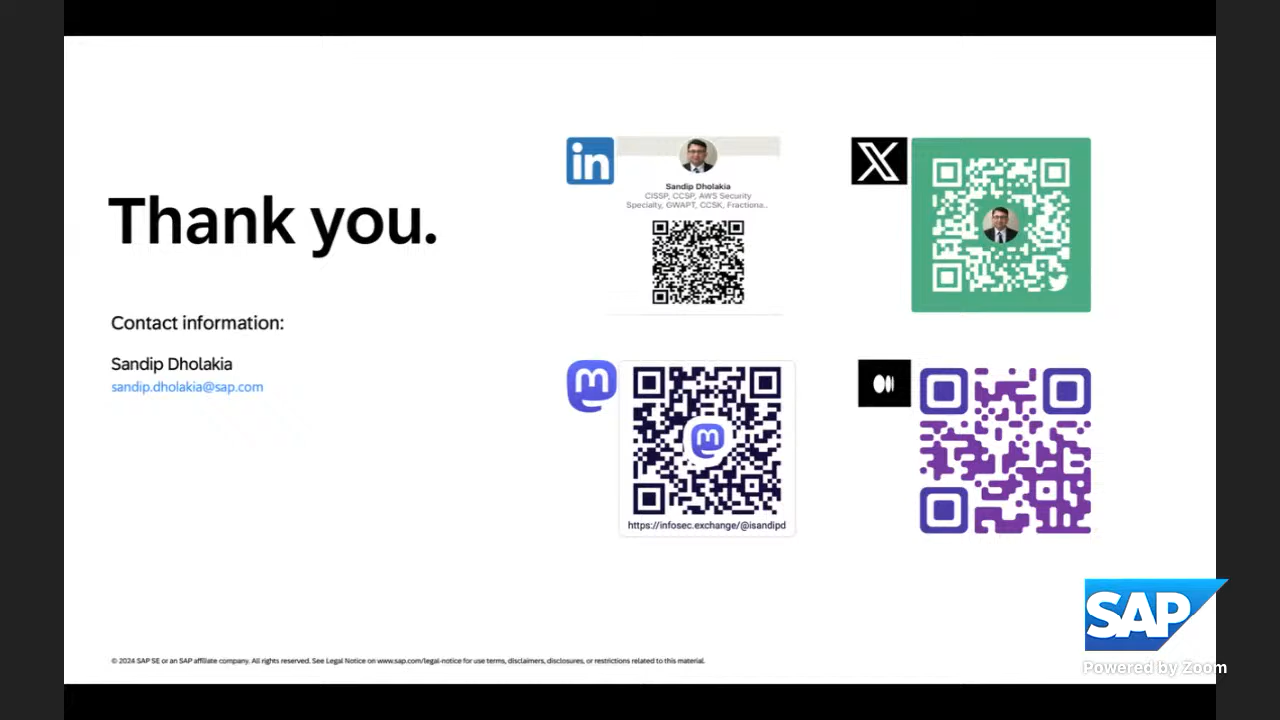 Thank you.
Contact information:
Sandip Dholakia
sandip.dholakia@sap.com
in
Sandip Dholakia
CISSP, CCSP, AWS Security
Specialty, GWAPT, CCSK, Fractiona...
X
m
m
https://infosec.exchange/@isandipd
SAP
Powered by Zoom
© 2024 SAP SE or an SAP affiliate company. All rights reserved. See Legal Notice on www.sap.com/legal-notice for use terms, disclaimers, disclosures, or restrictions related to this material.